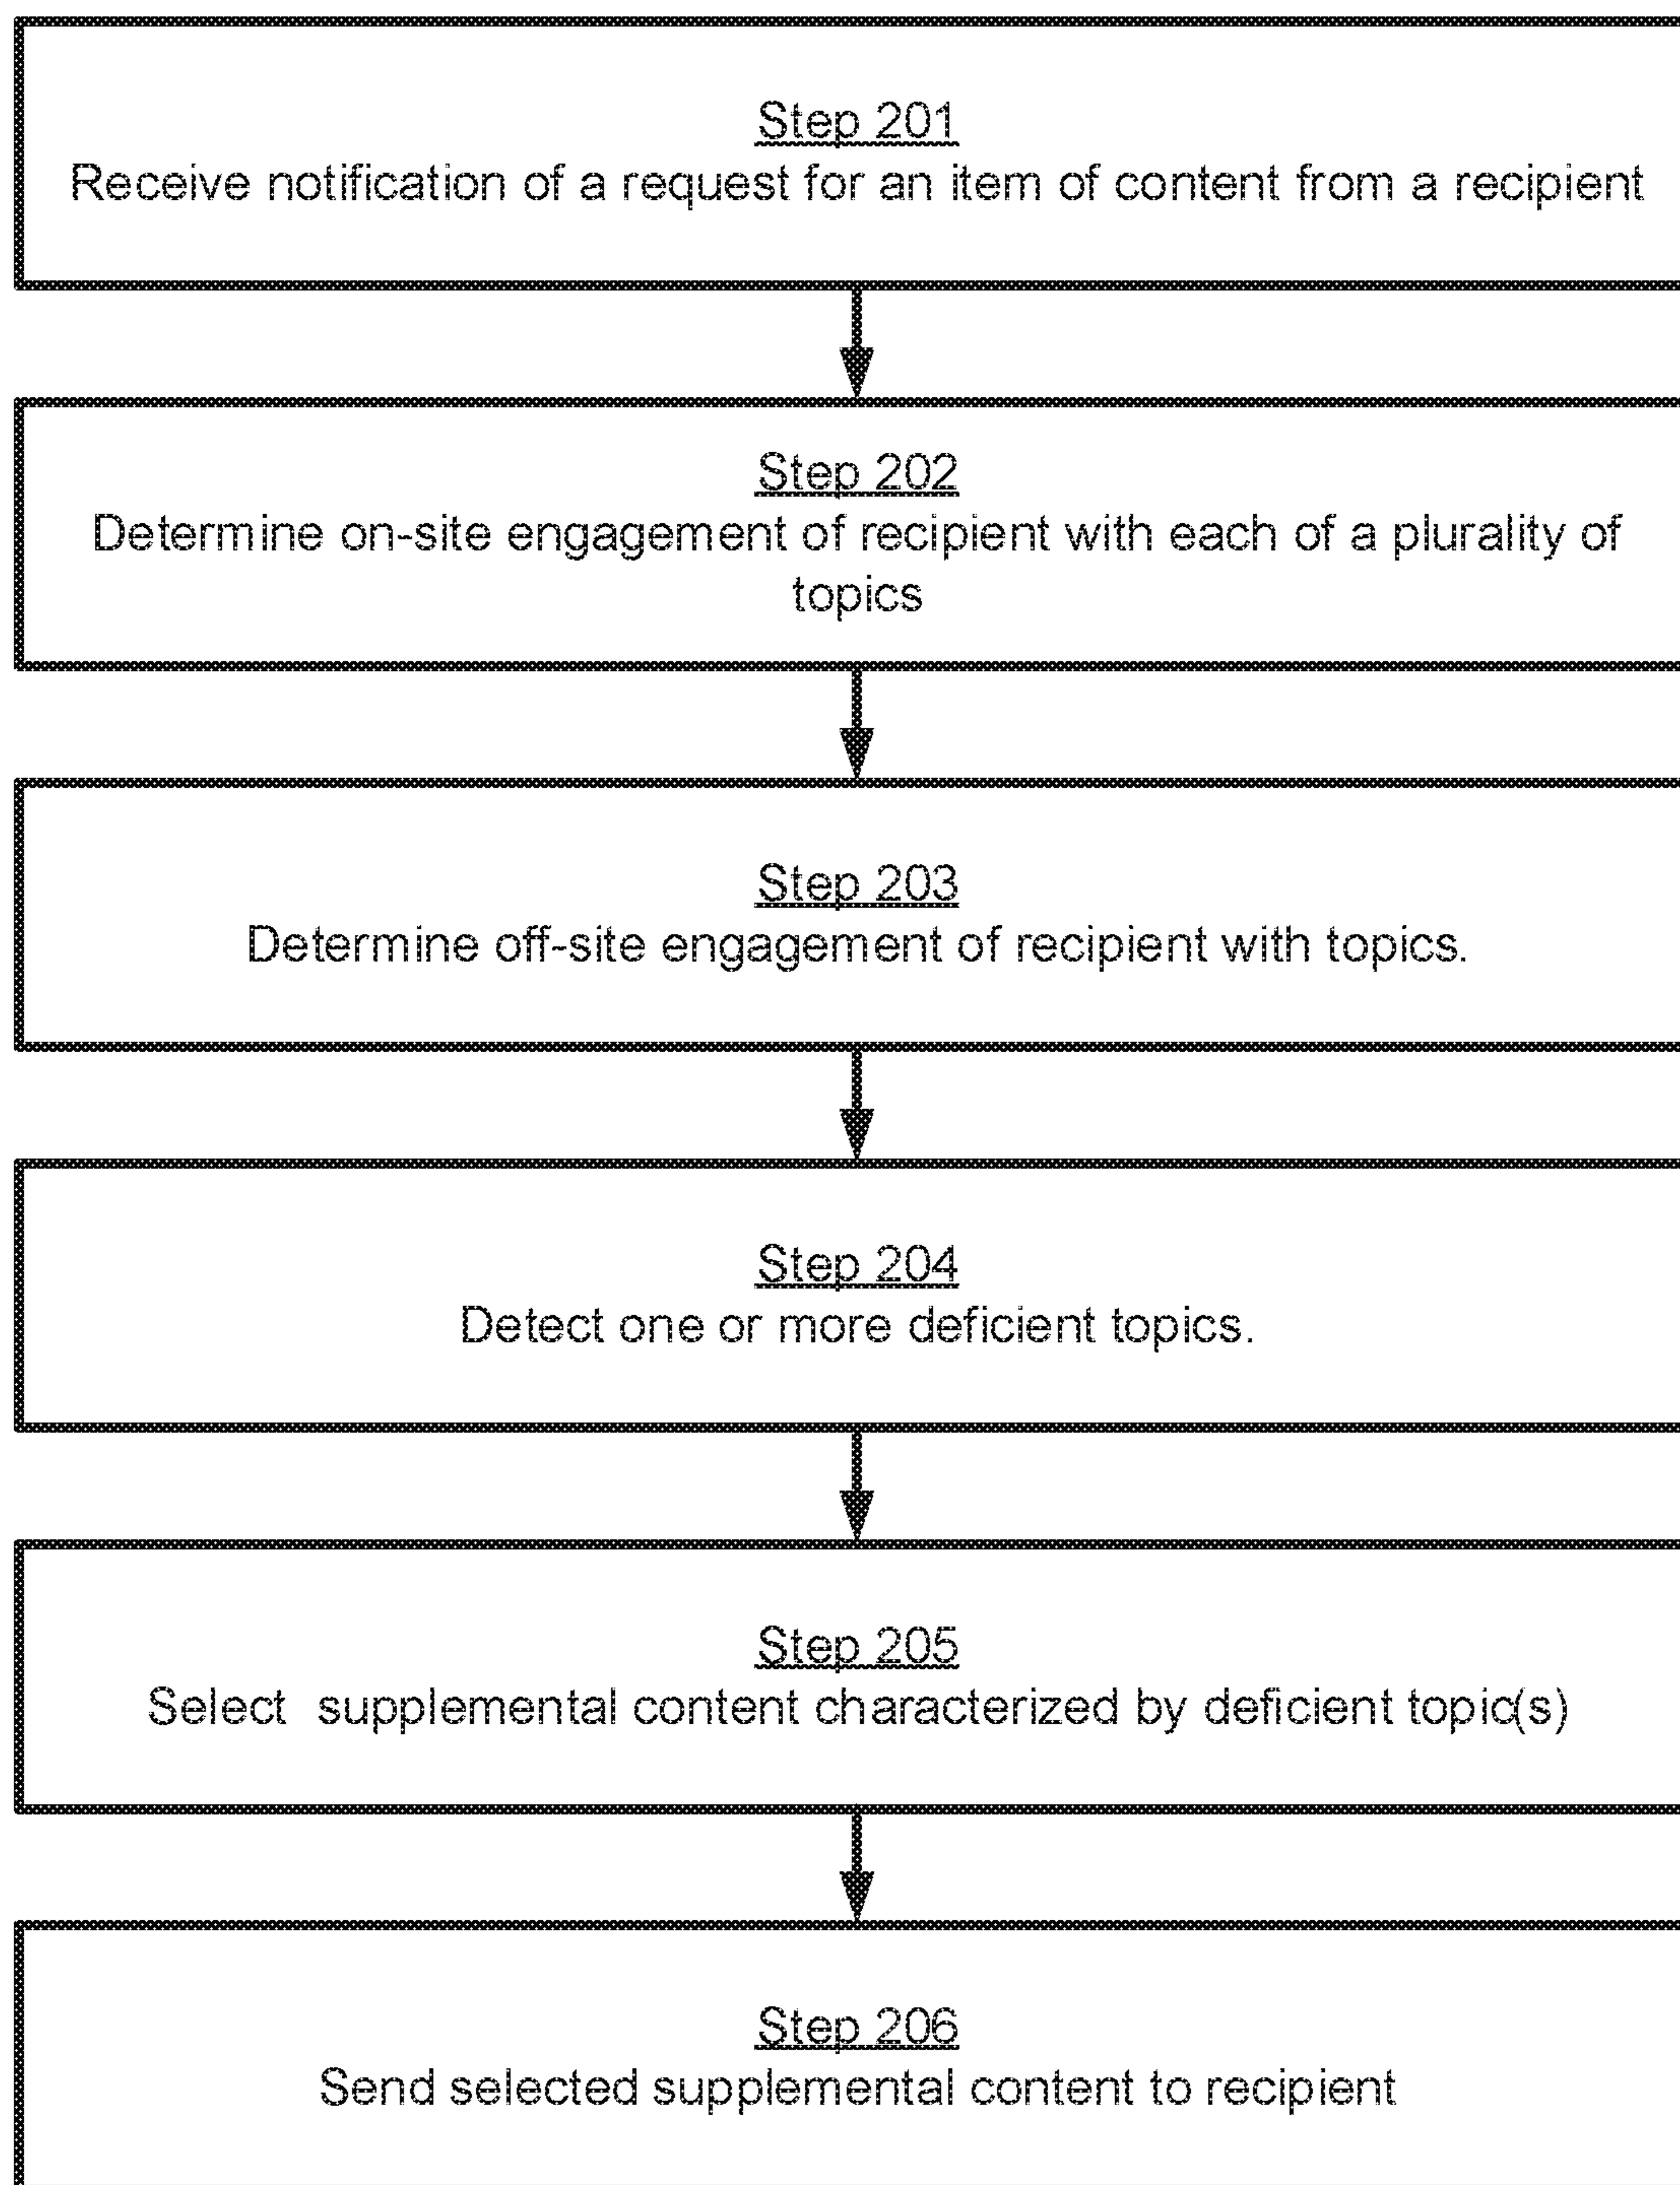 Step 201
Receive notification of a request for an item of content from a recipient
Step 202
Determine on-site engagement of recipient with each of a plurality of
topics
Step 203
Determine off-site engagement of recipient with topics.
Step 204
Detect one or more deficient topics.
Step 205
Select  supplemental content characterized by deficient topic(s)
Step 206
Send selected supplemental content to recipient